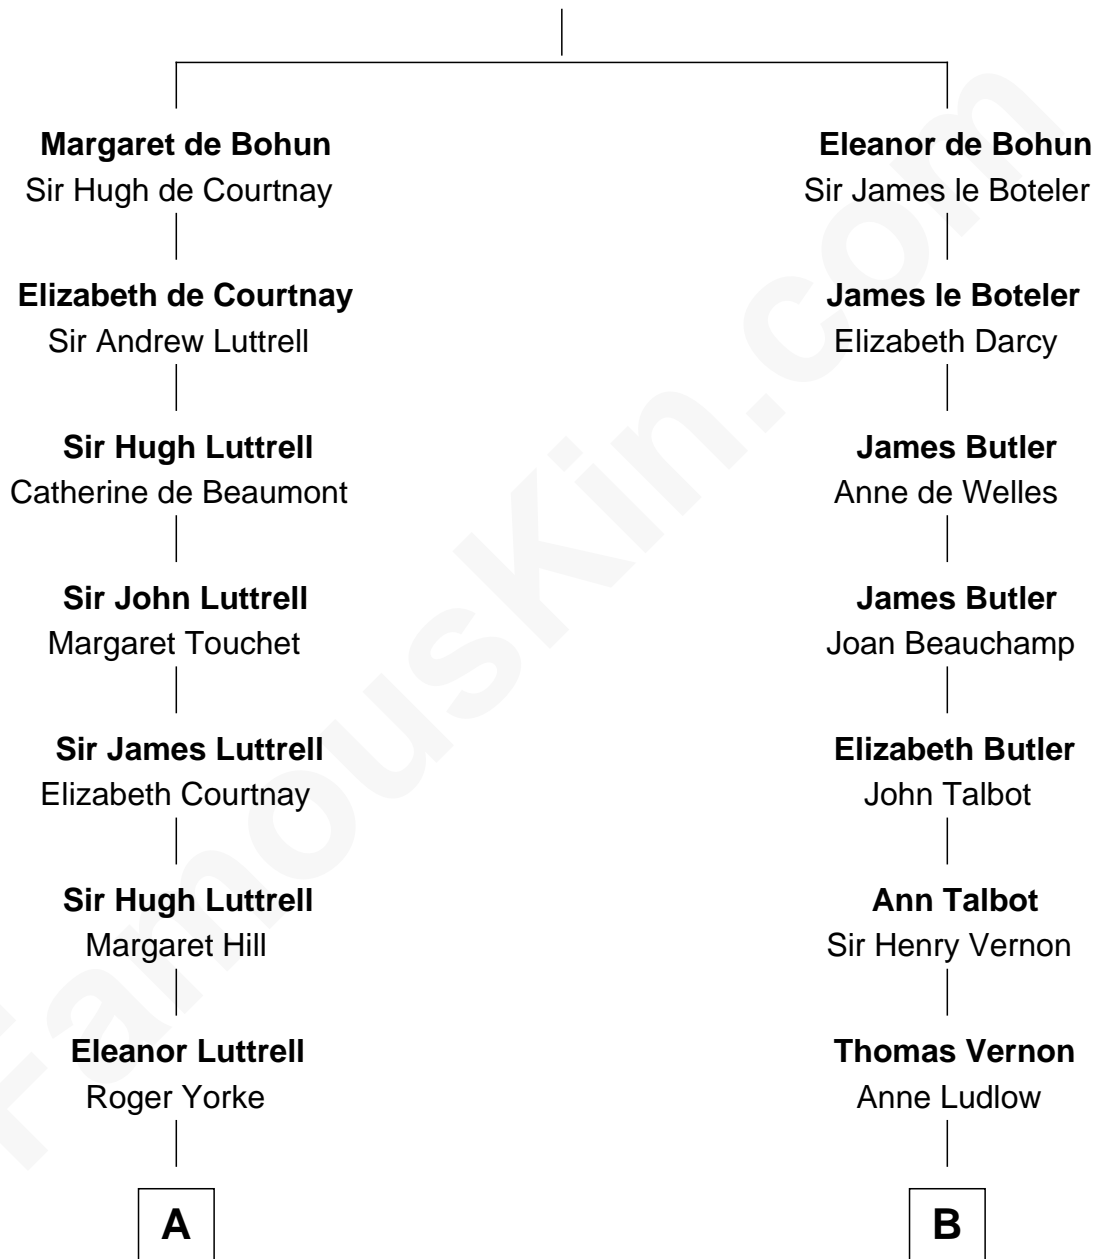 Margaret de Bohun
Sir Hugh de Courtnay
Elizabeth de Courtnay
Sir Andrew Luttrell
Sir Hugh Luttrell
Catherine de Beaumont
Sir John Luttrell
Margaret Touchet
Sir James Luttrell
Elizabeth Courtnay
Sir Hugh Luttrell
Margaret Hill
Eleanor Luttrell
Roger Yorke
A
Eleanor de Bohun
Sir James le Boteler
James le Boteler
Elizabeth Darcy
James Butler
Anne de Welles
James Butler
Joan Beauchamp
Elizabeth Butler
John Talbot
Ann Talbot
Sir Henry Vernon
Thomas Vernon
Anne Ludlow
B
FamousKin.com